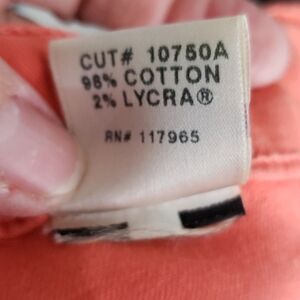 CUT# 10750A
98% COTTON
2% LYCRA®
RN# 117965